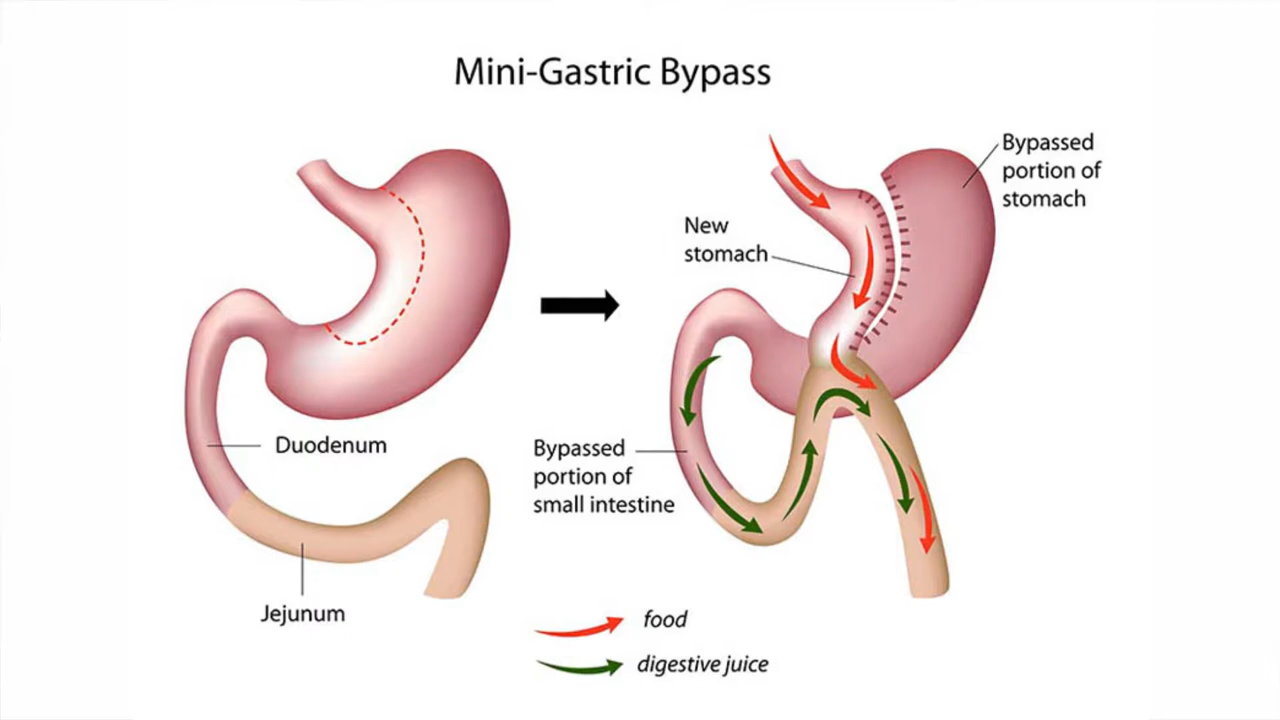 Mini-Gastric Bypass
Bypassed
portion of
stomach
New
stomach
Duodenum
Bypassed
portion of
small intestine
Jejunum
food
digestive juice